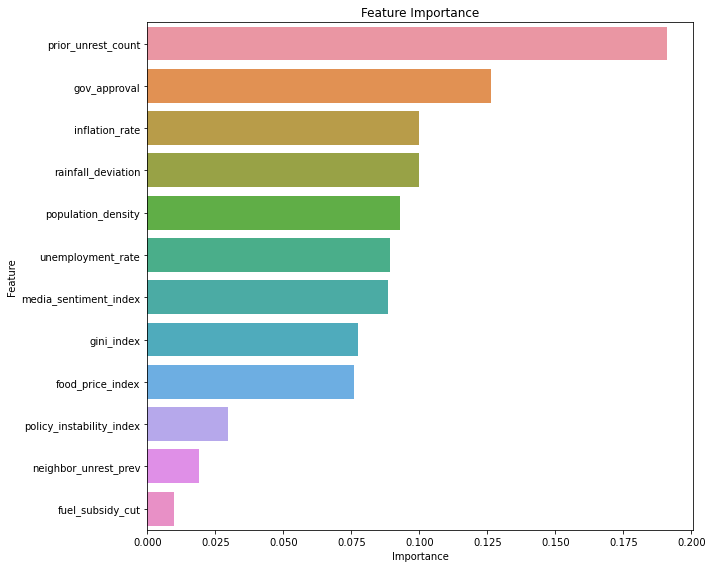 Feature Importance
prior_unrest_count
gov_approval
inflation_rate
rainfall_deviation
population_density
unemployment_rate
media_sentiment_index
gini_index
food_price_index
policy_instability_index
neighbor_unrest_prev
fuel_subsidy_cut
Feature
0.000 0.025 0.050 0.075 0.100 0.125 0.150 0.175 0.200
Importance